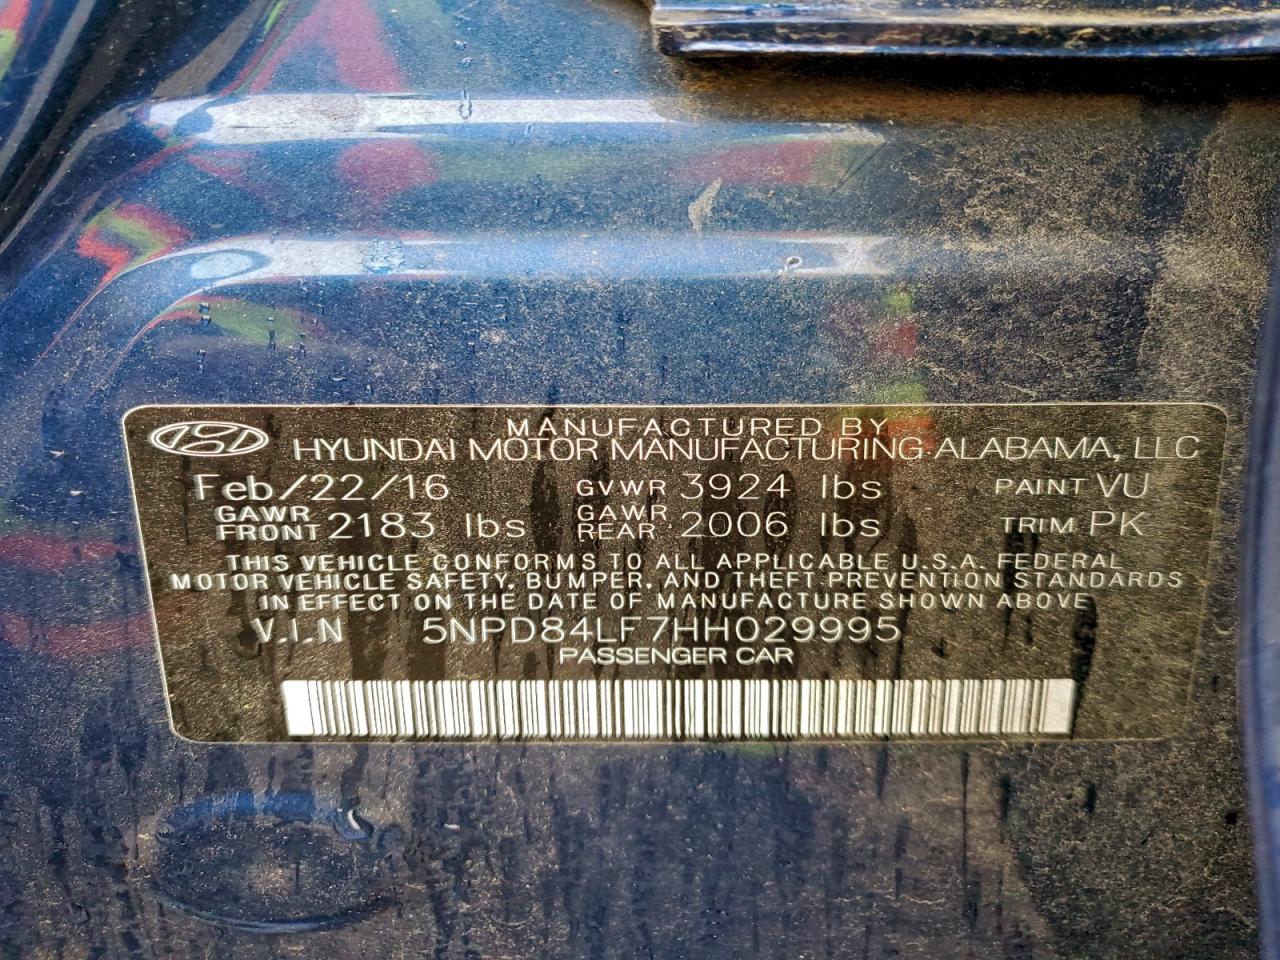 MANUFACTURED BY
HYUNDAI MOTOR MANUFACTURING ALABAMA, LLC
Feb/22/16 GVWR 3924 lbs PAINT VU
GAWR FRONT 2183 lbs GAWR REAR 2006 lbs TRIM PK
THIS VEHICLE CONFORMS TO ALL APPLICABLE U.S.A. FEDERAL
MOTOR VEHICLE SAFETY, BUMPER, AND THEFT PREVENTION STANDARDS
IN EFFECT ON THE DATE OF MANUFACTURE SHOWN ABOVE
V.I.N 5NPD84LF7HH029995
PASSENGER CAR